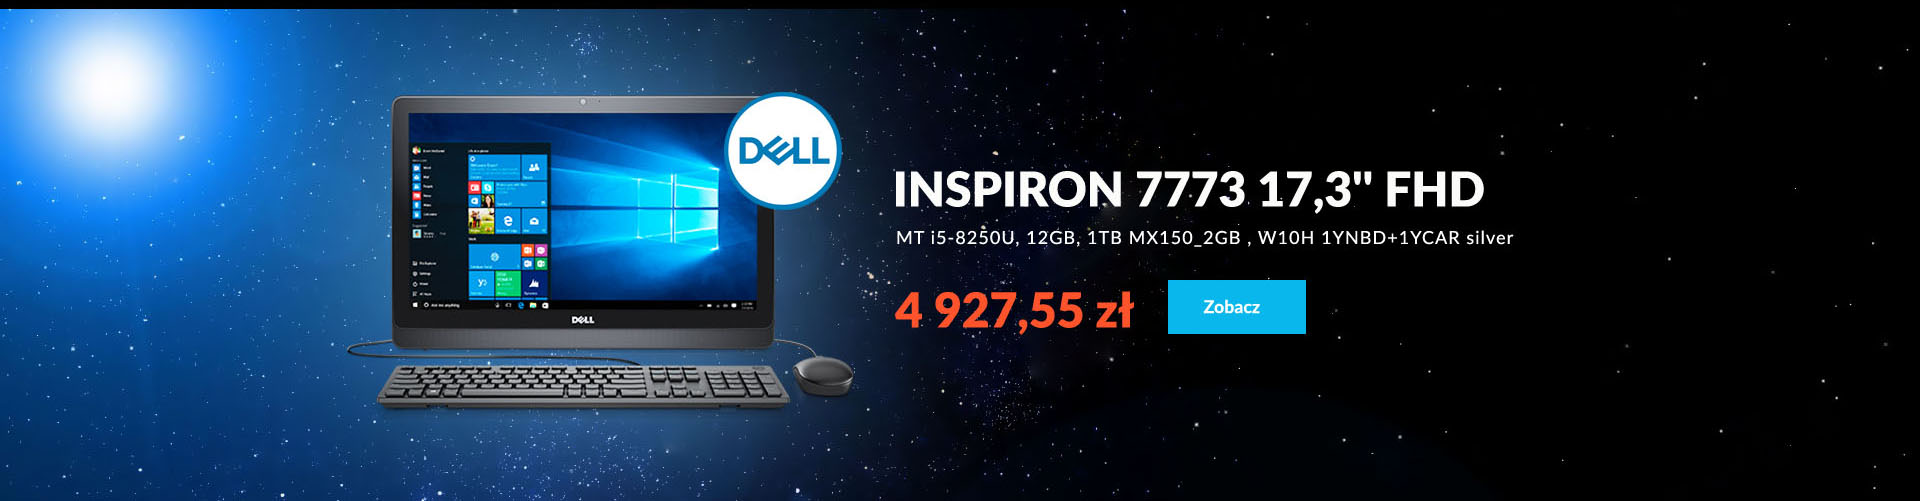 DELL
INSPIRON 7773 17,3" FHD
MT i5-8250U, 12GB, 1TB MX150_2GB , W10H 1YNBD+1YCAR silver
4 927,55 zł
Zobacz
DELL